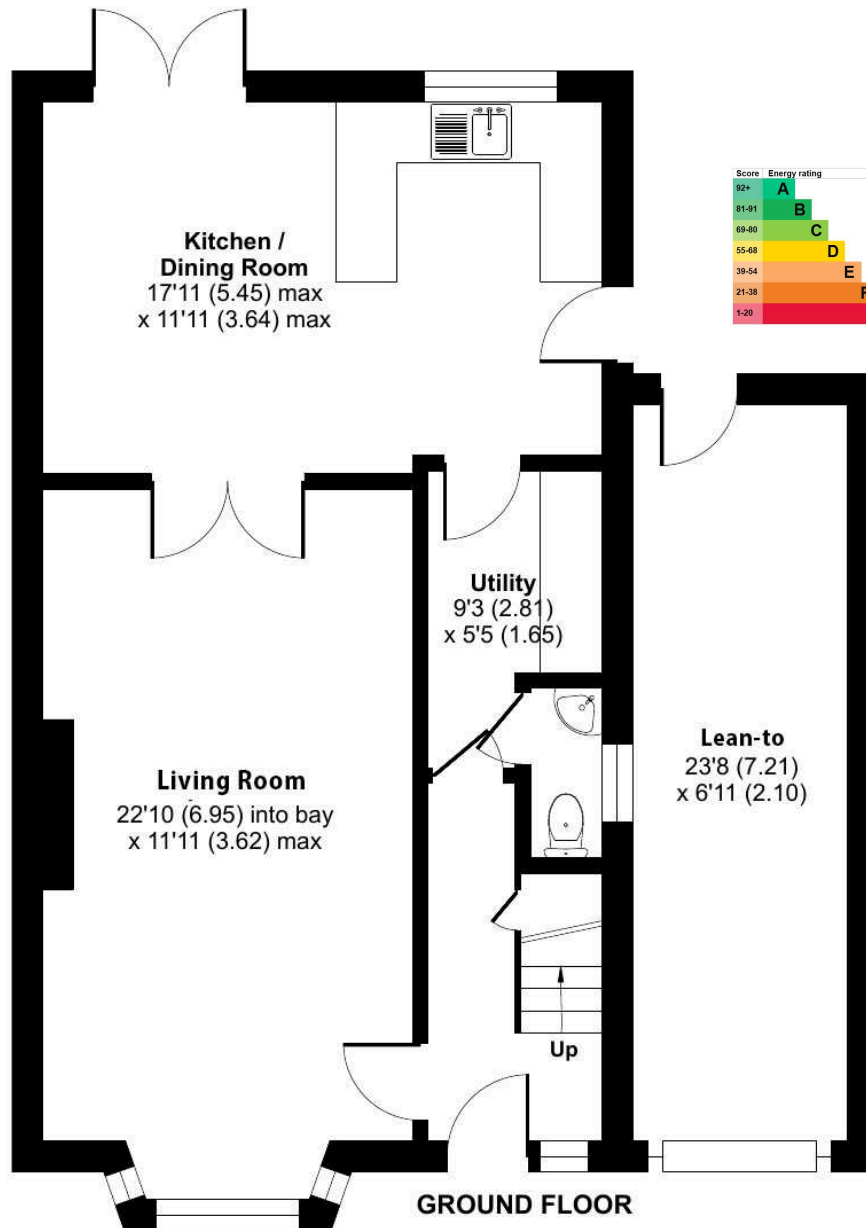 Kitchen /
Dining Room
17'11 (5.45) max
x 11'11 (3.64) max
Score Energy rating
92+ A
81-91 B
69-80 C
55-68 D
39-54 E
21-38 F
1-20
Utility
9'3 (2.81)
x 5'5 (1.65)
Living Room
22'10 (6.95) into bay
x 11'11 (3.62) max
Lean-to
23'8 (7.21)
x 6'11 (2.10)
Up
GROUND FLOOR